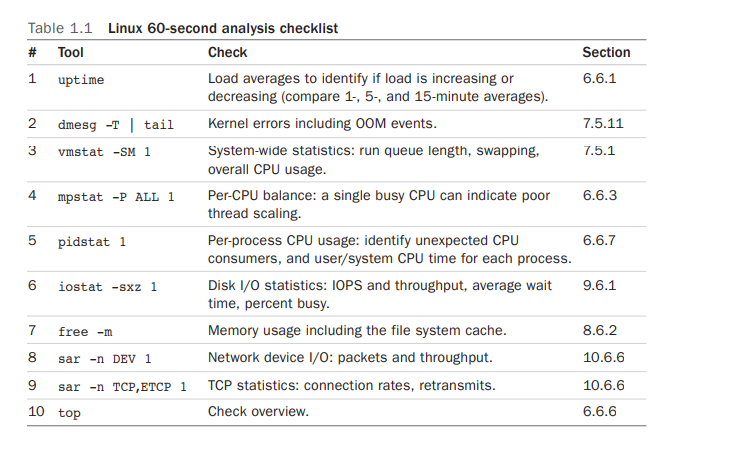 Table 1.1 Linux 60-second analysis checklist
# Tool Check Section
1 uptime Load averages to identify if load is increasing or 6.6.1
decreasing (compare 1-, 5-, and 15-minute averages).
2 dmesg -T | tail Kernel errors including OOM events. 7.5.11
3 vmstat -SM 1 System-wide statistics: run queue length, swapping, 7.5.1
overall CPU usage.
4 mpstat -P ALL 1 Per-CPU balance: a single busy CPU can indicate poor 6.6.3
thread scaling.
5 pidstat 1 Per-process CPU usage: identify unexpected CPU 6.6.7
consumers, and user/system CPU time for each process.
6 iostat -sxz 1 Disk I/O statistics: IOPS and throughput, average wait 9.6.1
time, percent busy.
7 free -m Memory usage including the file system cache. 8.6.2
8 sar -n DEV 1 Network device I/O: packets and throughput. 10.6.6
9 sar -n TCP,ETCP 1 TCP statistics: connection rates, retransmits. 10.6.6
10 top Check overview. 6.6.6